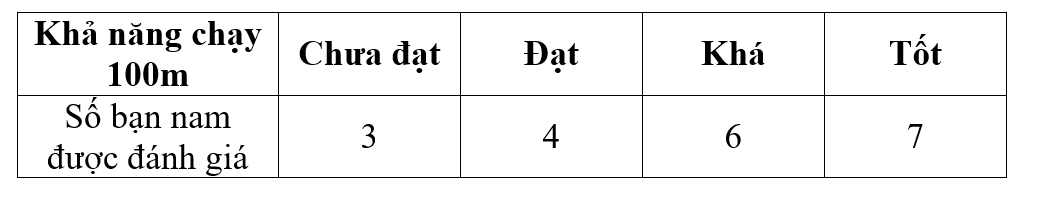 Khả năng chạy
100m
Chưa đạt
Đạt
Khá
Tốt
Số bạn nam
được đánh giá
3
4
6
7